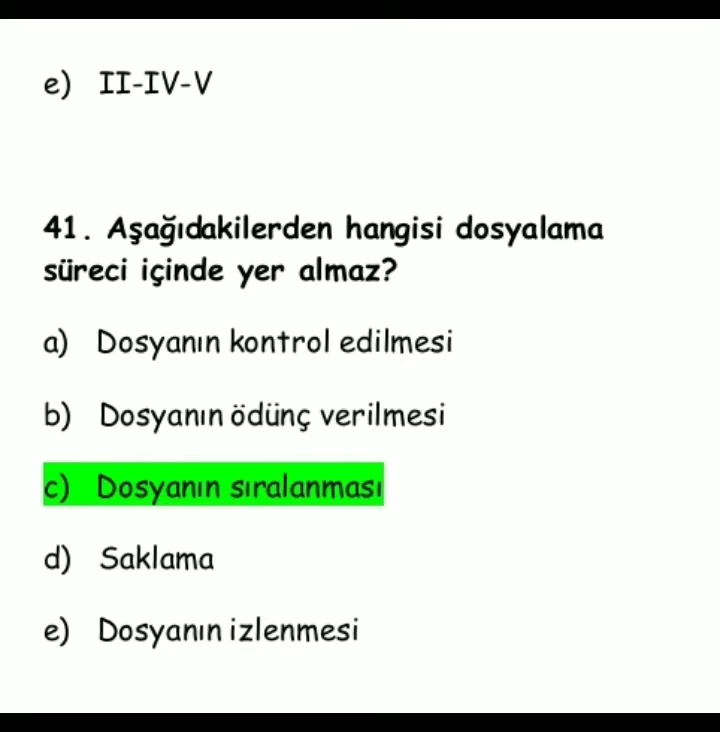 e) II-IV-V
41. Aşağıdakilerden hangisi dosyalama
süreci içinde yer almaz?
a) Dosyanın kontrol edilmesi
b) Dosyanın ödünç verilmesi
c) Dosyanın sıralanması
d) Saklama
e) Dosyanın izlenmesi